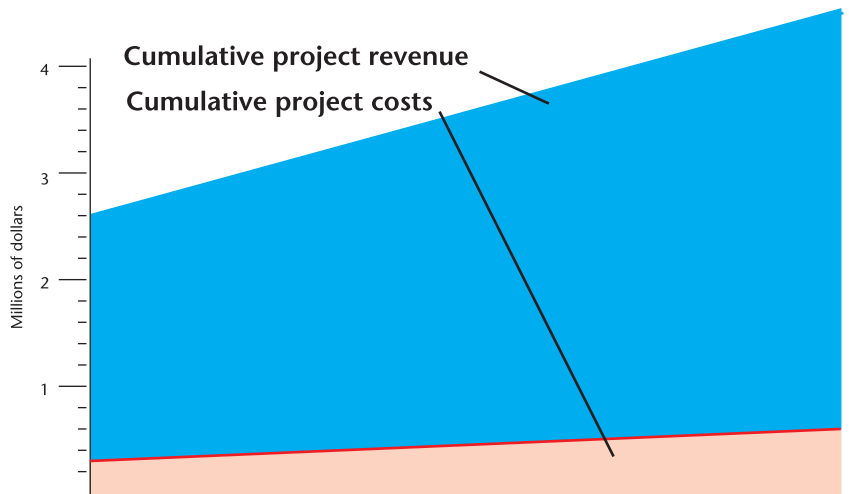 Cumulative project revenue
Cumulative project costs
4
3
2
1
Millions of dollars